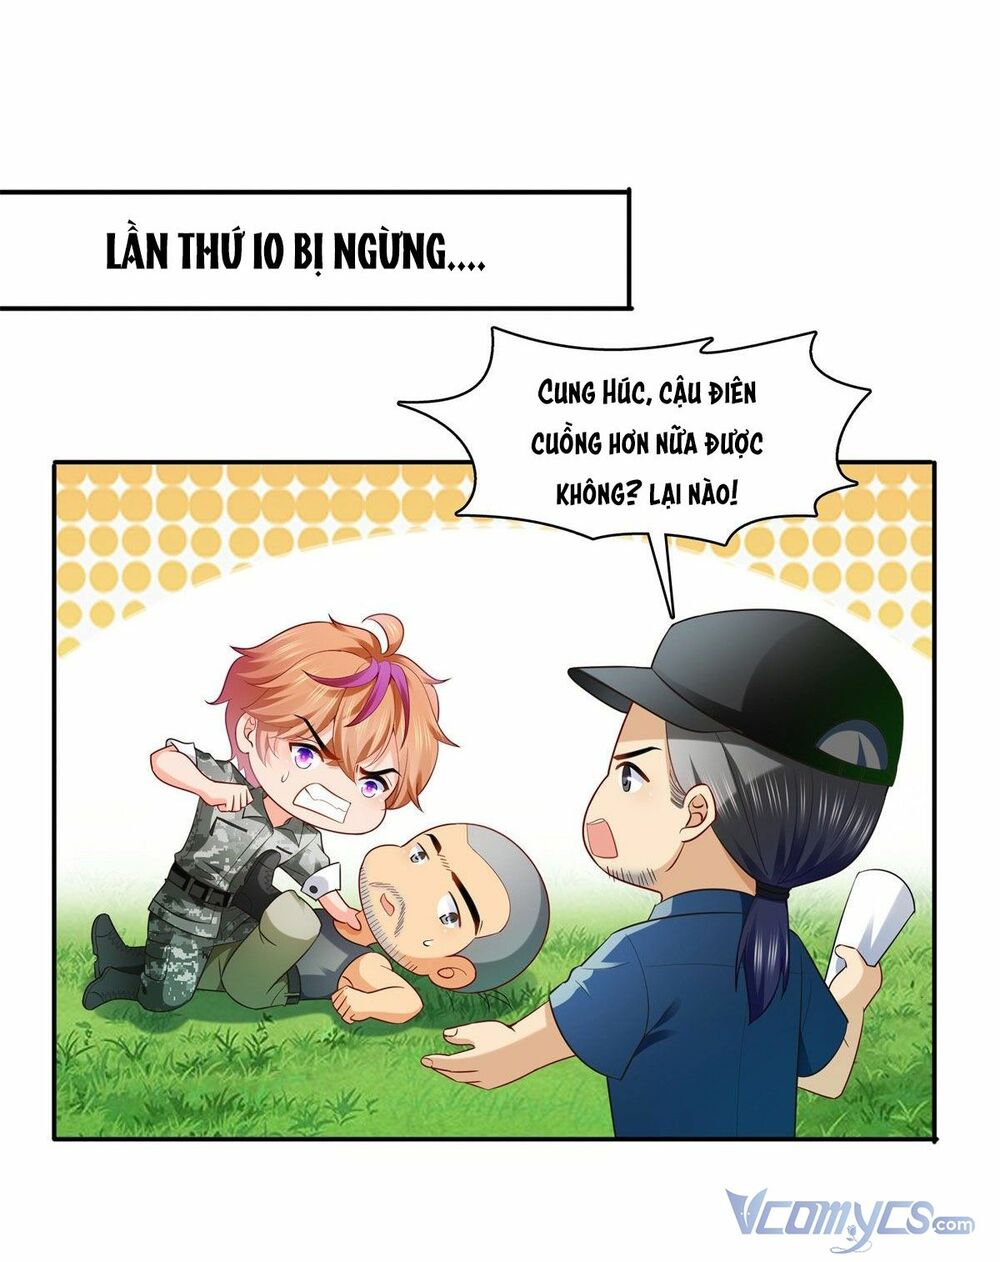 LẦN THỨ 10 BỊ NGỪNG....
CUNG HÚC, CẬU ĐIÊN
CUỒNG HƠN NỮA ĐƯỢC
KHÔNG? LẠI NÀO!
VCOMYCS.com